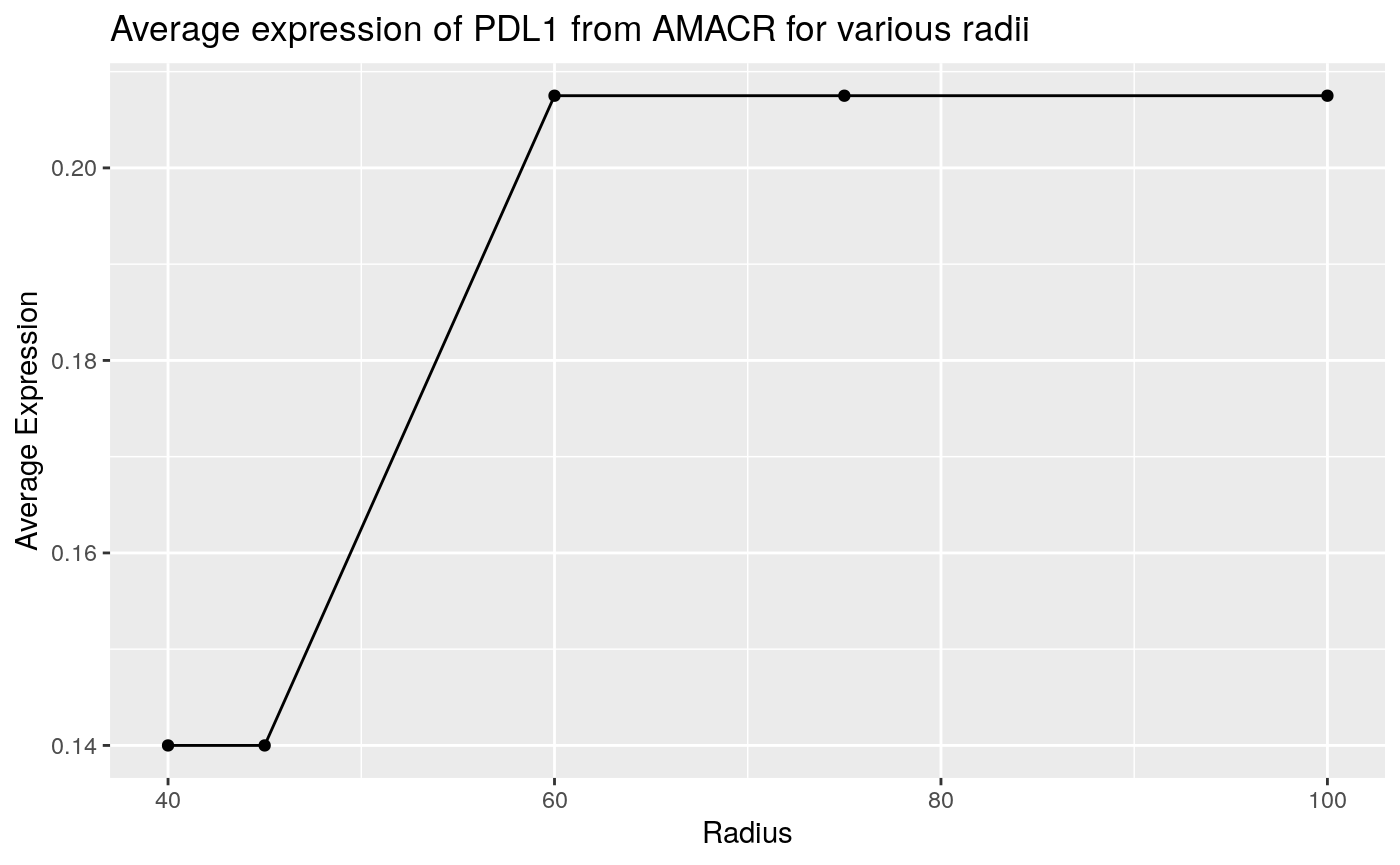 Average expression of PDL1 from AMACR for various radii
Average Expression
0.20
0.18
0.16
0.14
40 60 80 100
Radius